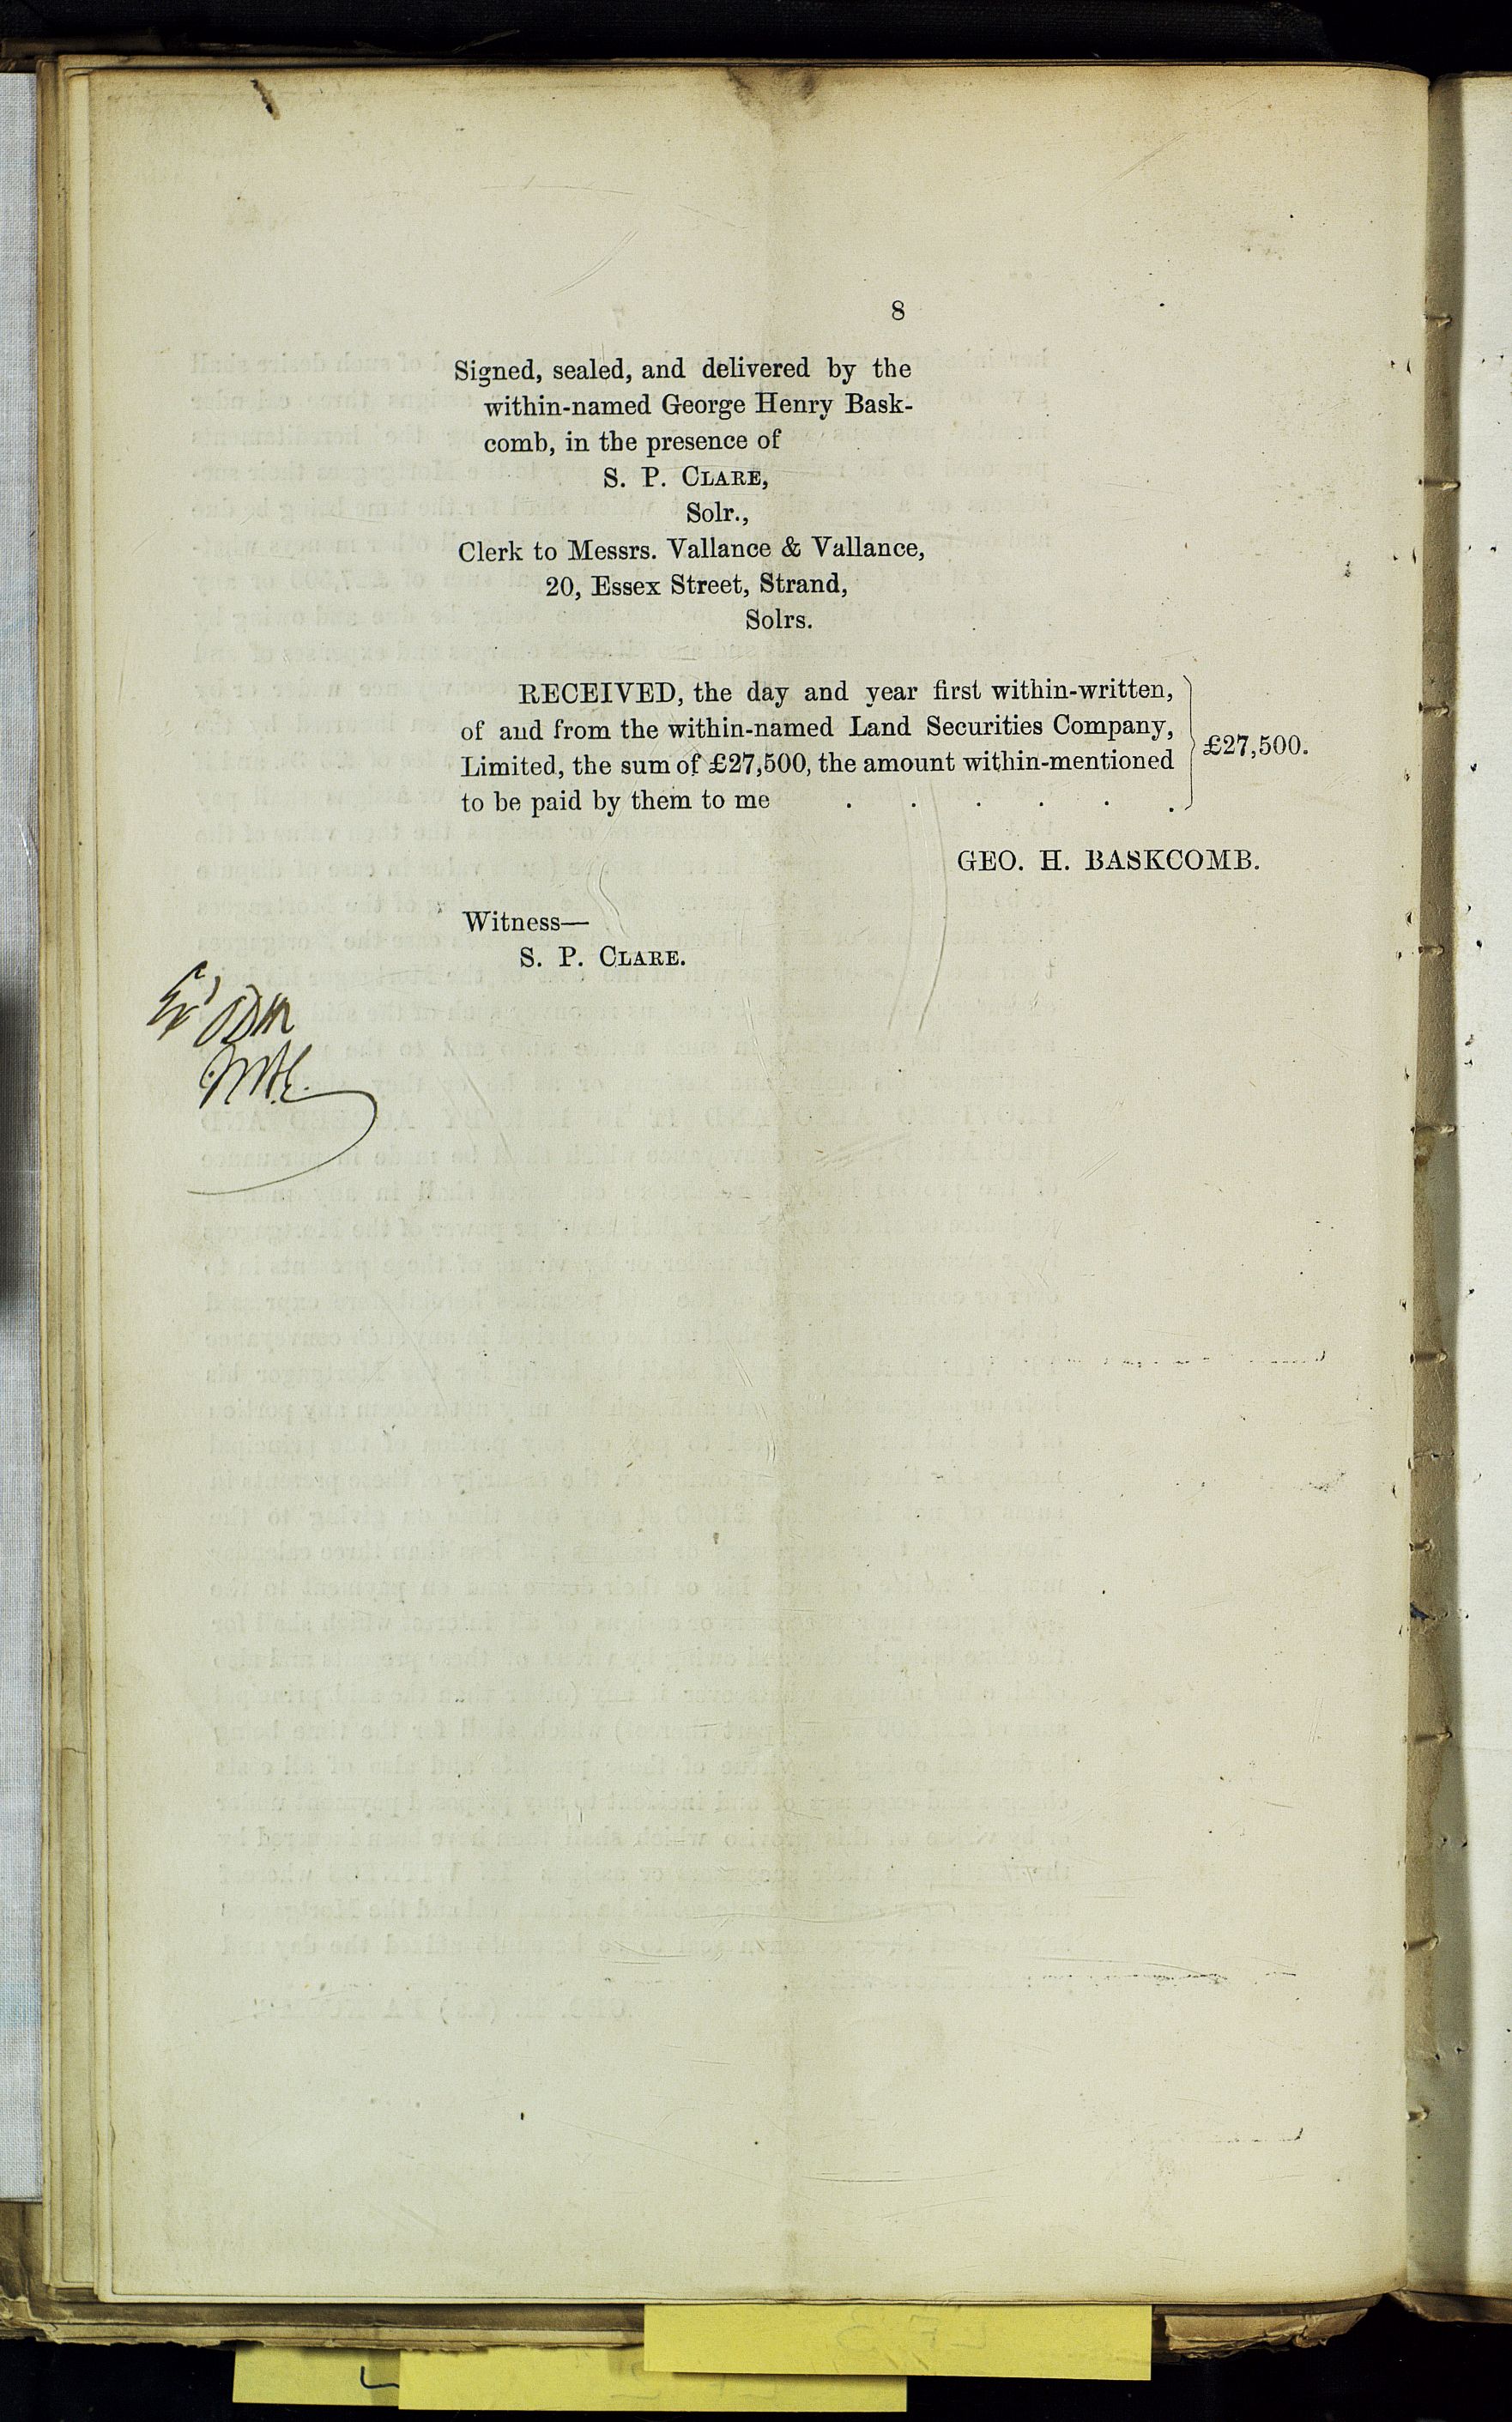 8
Signed, sealed, and delivered by the
within-named George Henry Bask-
comb, in the presence of
S. P. CLARE,
Solr.,
Clerk to Messrs. Vallance & Vallance,
20, Essex Street, Strand,
Solrs.
RECEIVED, the day and year first within-written,
of and from the within-named Land Securities Company,
Limited, the sum of £27,500, the amount within-mentioned
to be paid by them to me . . . . . .
£27,500.
GEO. H. BASKCOMB.
Witness—
S. P. CLARE.